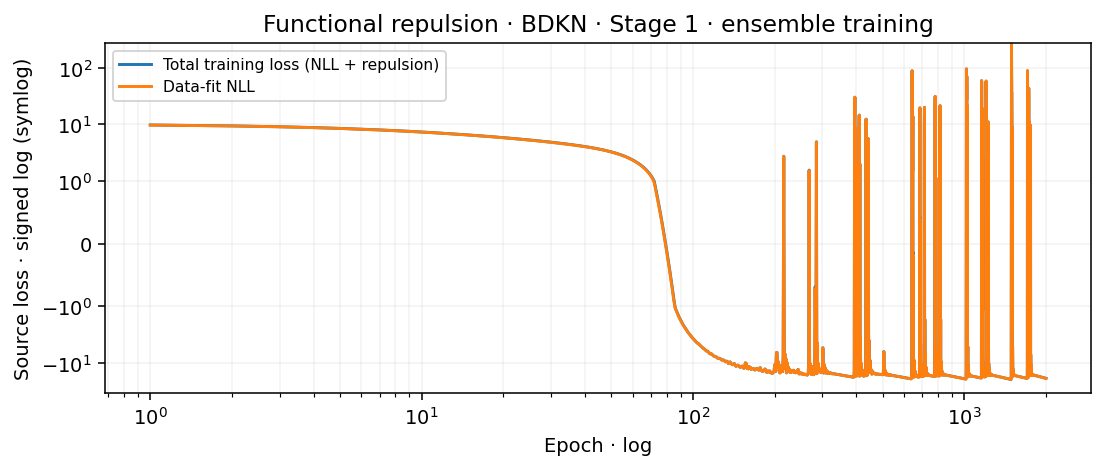 Functional repulsion · BDKN · Stage 1 · ensemble training
Total training loss (NLL + repulsion)
Data-fit NLL
Source loss · signed log (symlog)
10²
10¹
10⁰
0
−10⁰
−10¹
10⁰ 10¹ 10² 10³
Epoch · log